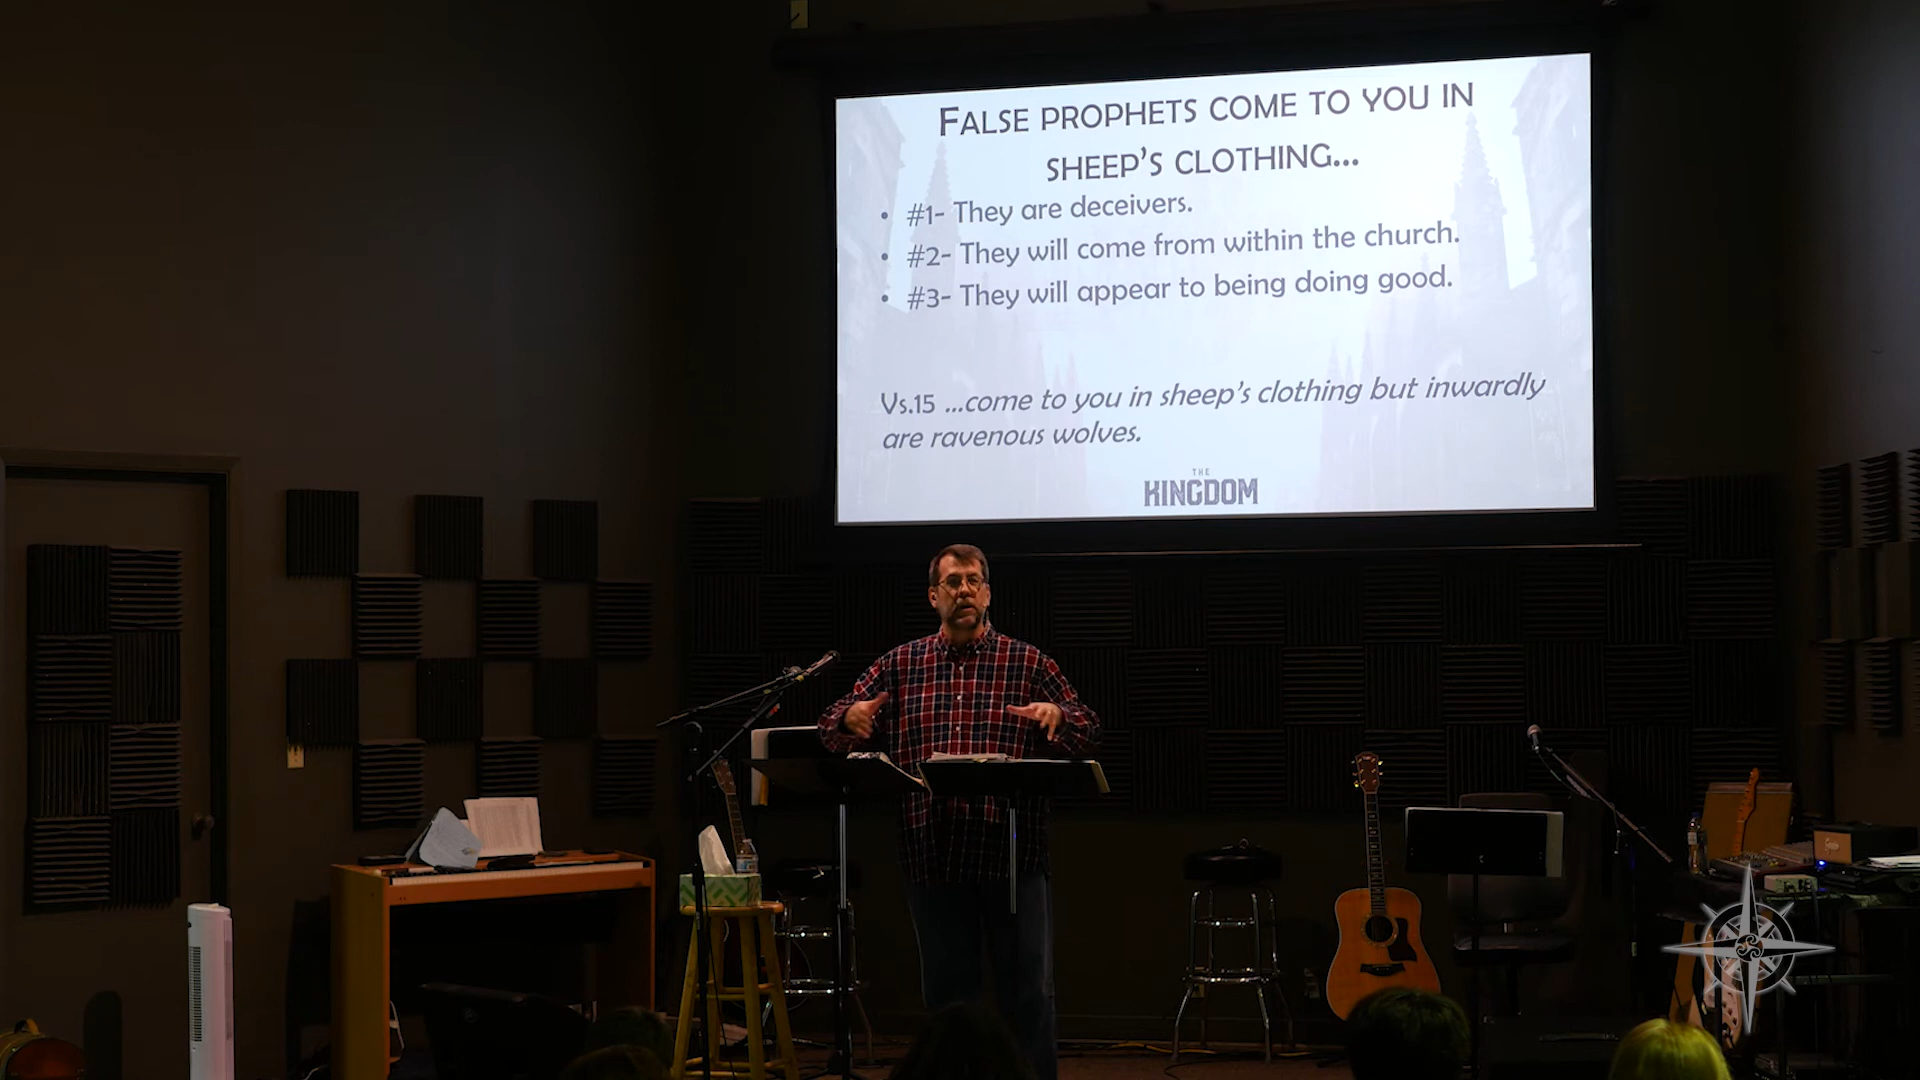 FALSE PROPHETS COME TO YOU IN
SHEEP'S CLOTHING...
• #1- They are deceivers.
• #2- They will come from within the church.
• #3- They will appear to being doing good.
Vs.15 ...come to you in sheep's clothing but inwardly
are ravenous wolves.
THE
KINGDOM